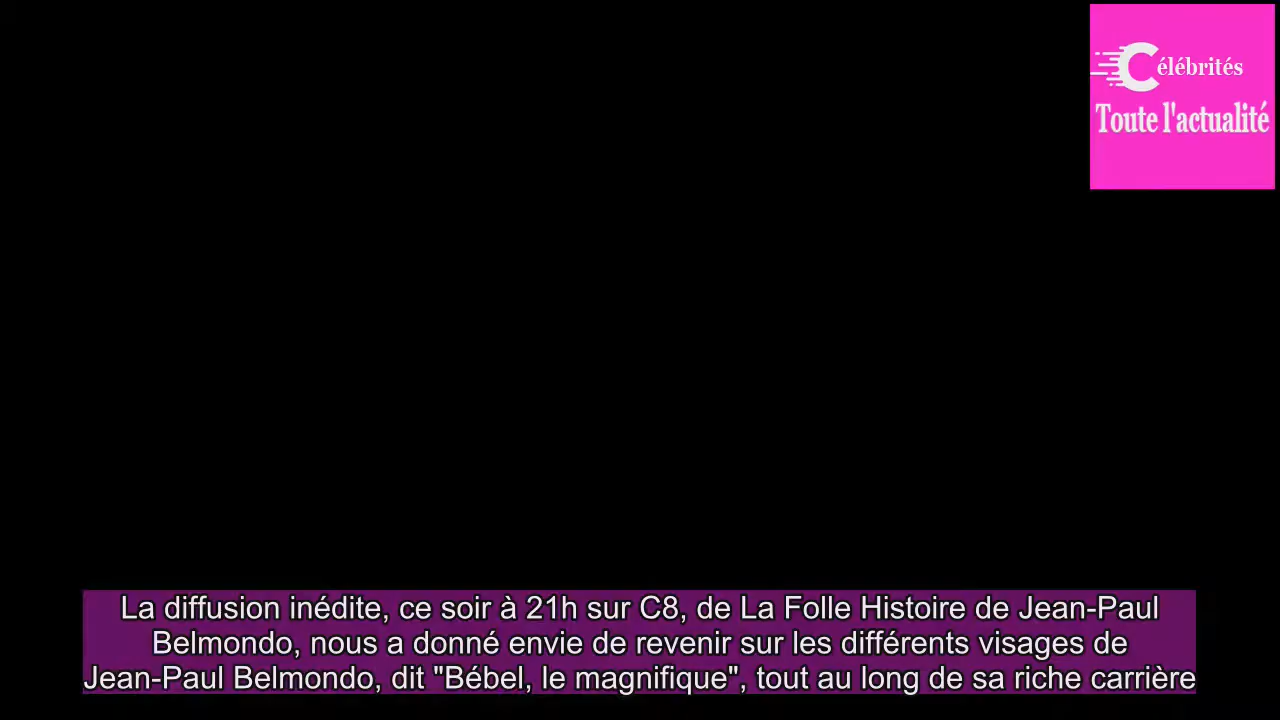 Célébrités
Toute l'actualité
La diffusion inédite, ce soir à 21h sur C8, de La Folle Histoire de Jean-Paul
Belmondo, nous a donné envie de revenir sur les différents visages de
Jean-Paul Belmondo, dit "Bébel, le magnifique", tout au long de sa riche carrière